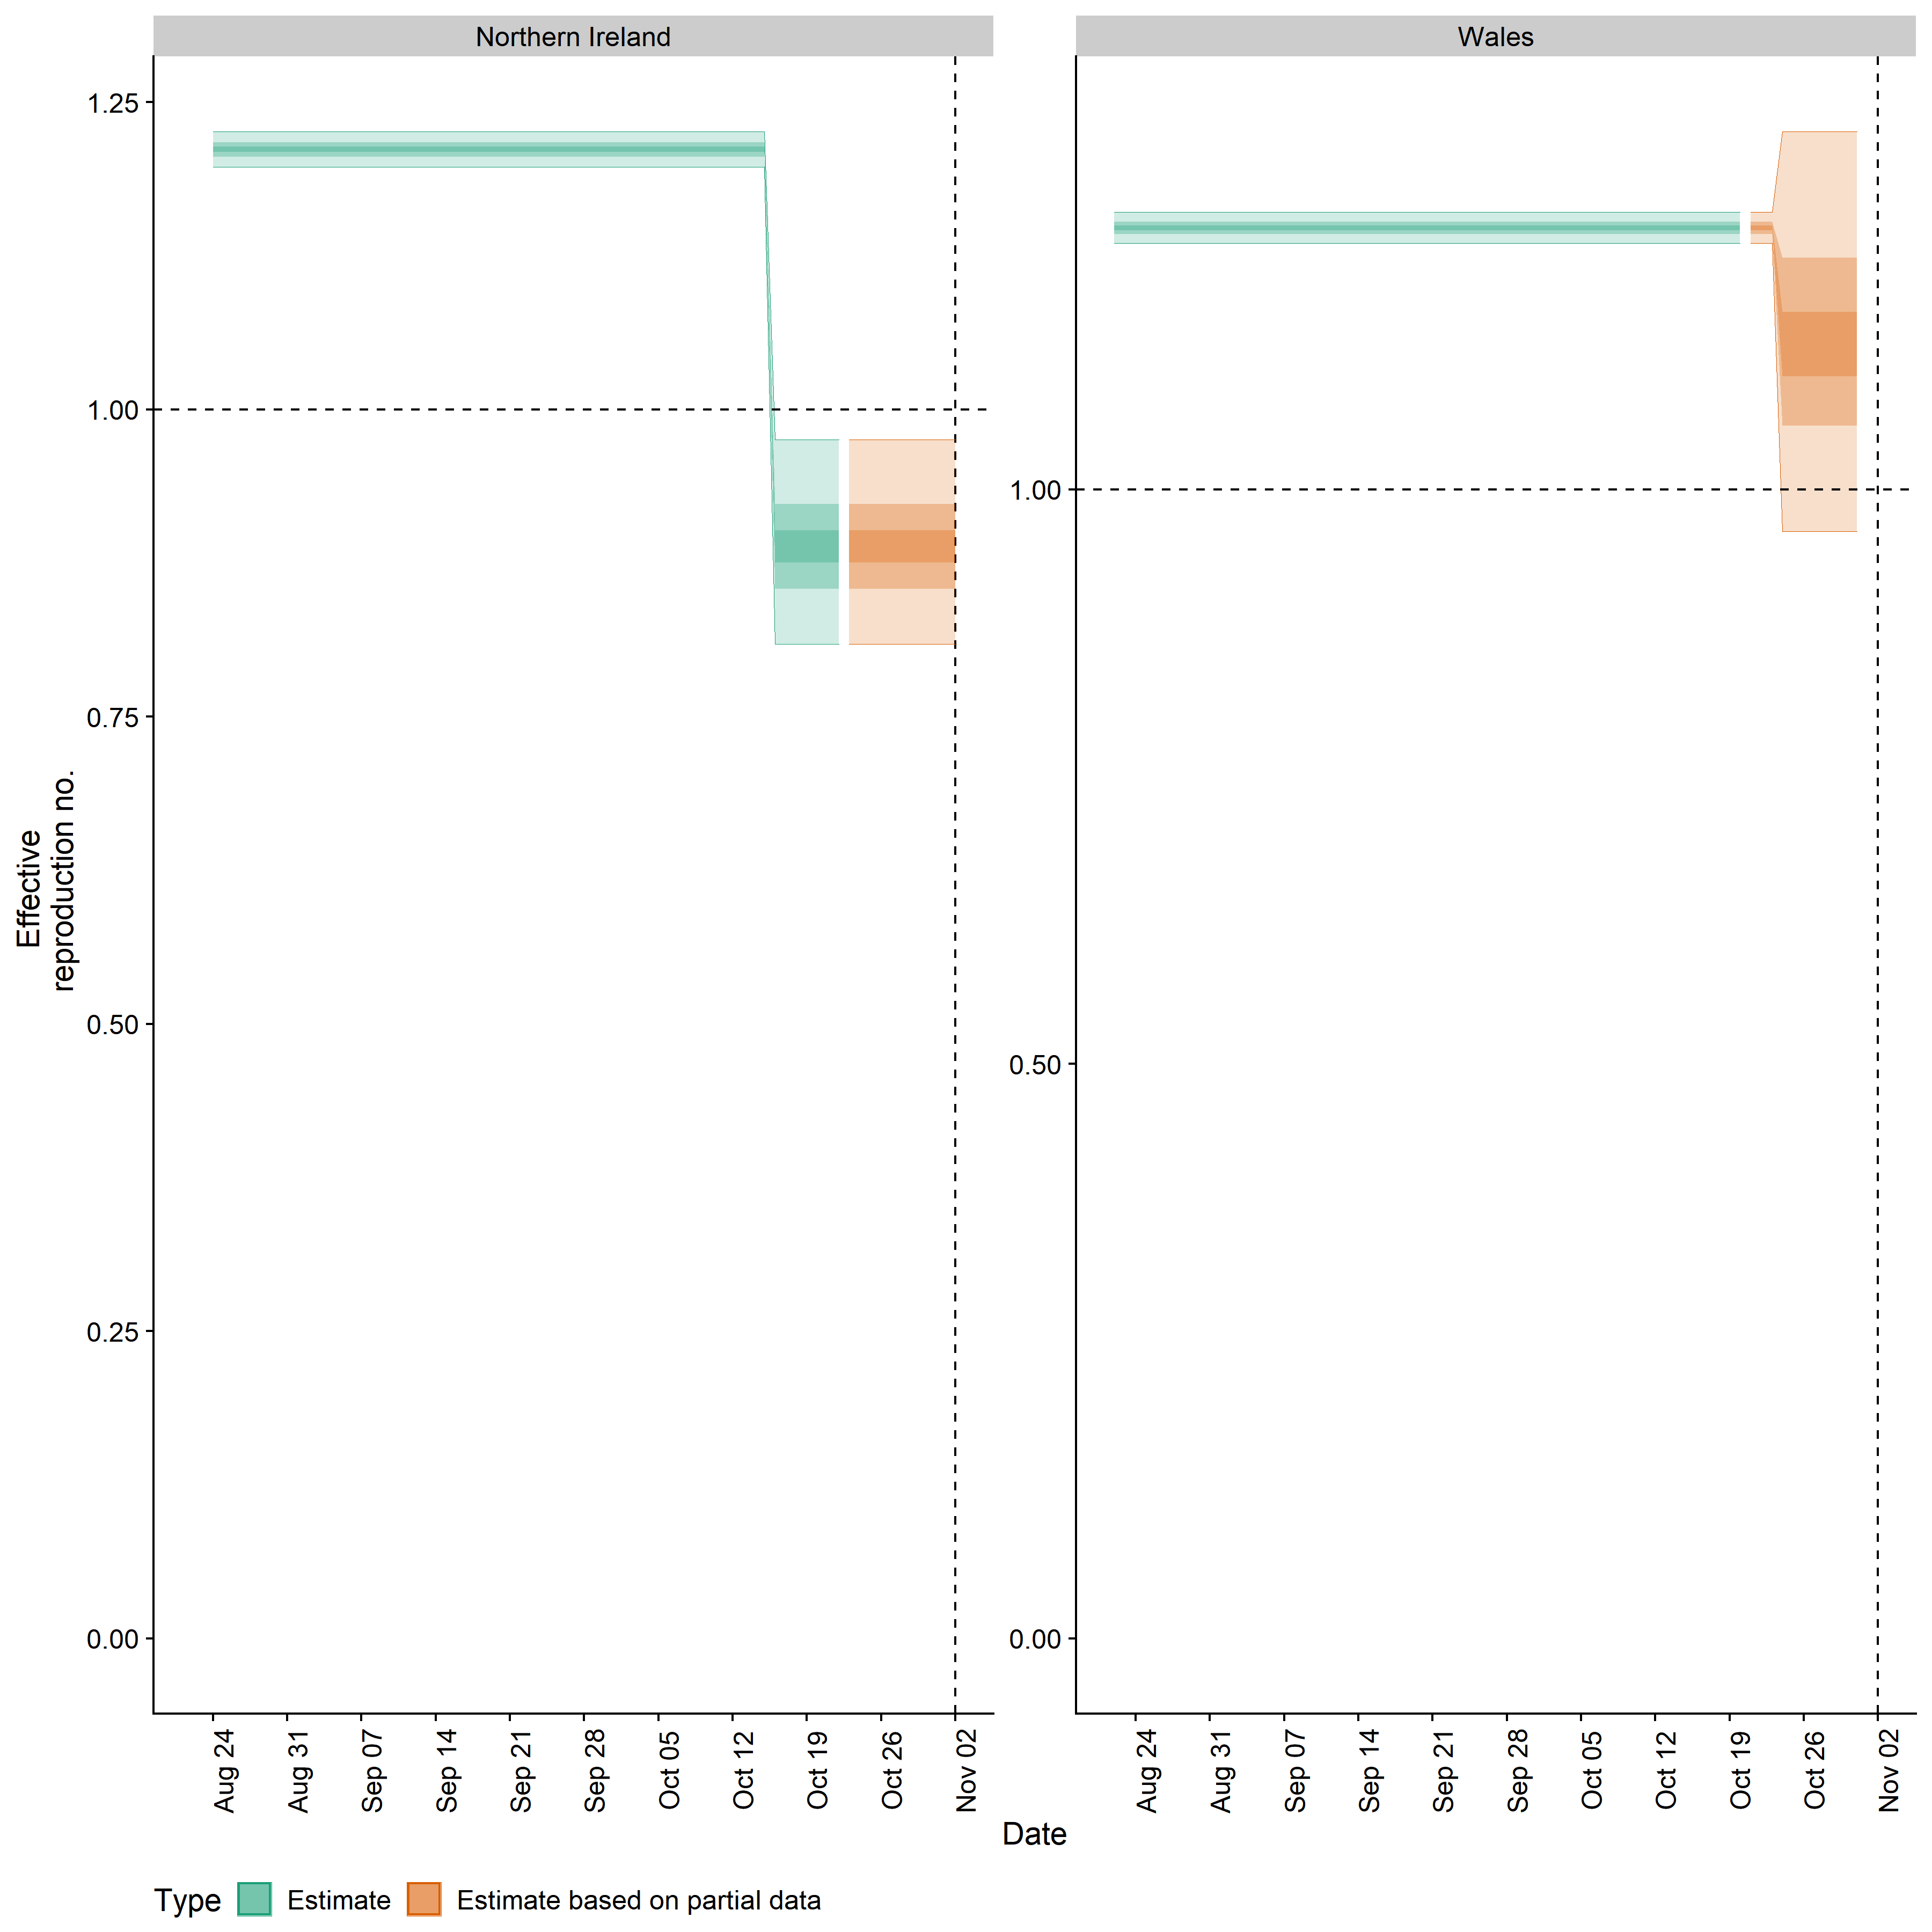 Northern Ireland
Wales
Effective
reproduction no.
1.25
1.00
0.75
0.50
0.25
0.00
1.00
0.50
0.00
Aug 24
Aug 31
Sep 07
Sep 14
Sep 21
Sep 28
Oct 05
Oct 12
Oct 19
Oct 26
Nov 02
Aug 24
Aug 31
Sep 07
Sep 14
Sep 21
Sep 28
Oct 05
Oct 12
Oct 19
Oct 26
Nov 02
Date
Type Estimate Estimate based on partial data